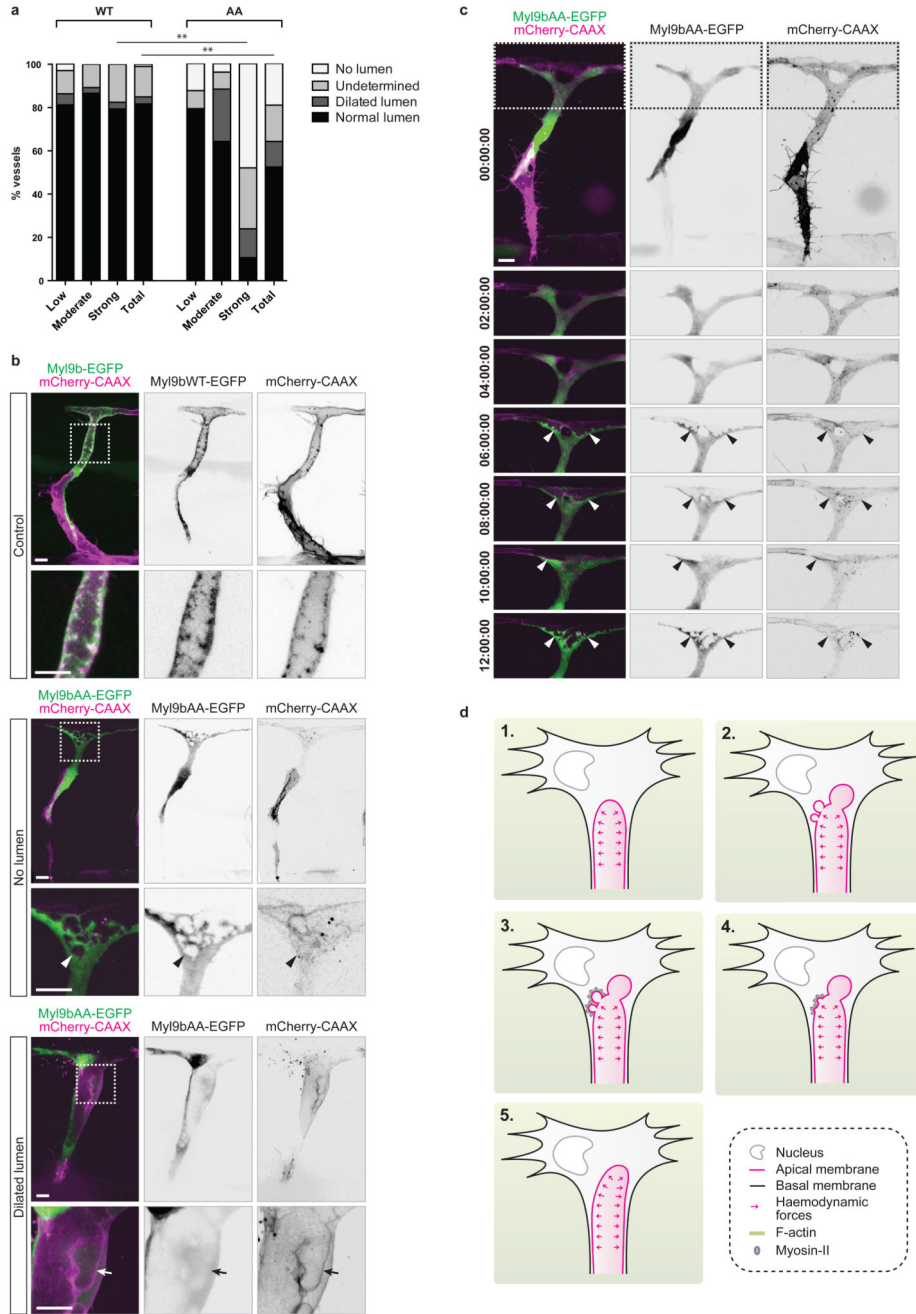 a
WT
AA
**
**
100
80
60
40
20
0
% vessels
Low
Moderate
Strong
Total
Low
Moderate
Strong
Total
No lumen
Undetermined
Dilated lumen
Normal lumen
b
Myl9b-EGFP
mCherry-CAAX
Myl9bWT-EGFP
mCherry-CAAX
Control
Myl9bAA-EGFP
mCherry-CAAX
Myl9bAA-EGFP
mCherry-CAAX
No lumen
Myl9bAA-EGFP
mCherry-CAAX
Myl9bAA-EGFP
mCherry-CAAX
Dilated lumen
c
Myl9bAA-EGFP
mCherry-CAAX
Myl9bAA-EGFP
mCherry-CAAX
00:00:00
02:00:00
04:00:00
06:00:00
08:00:00
10:00:00
12:00:00
d
1.
2.
3.
4.
5.
Nucleus
Apical membrane
Basal membrane
Haemodynamic
forces
F-actin
Myosin-II